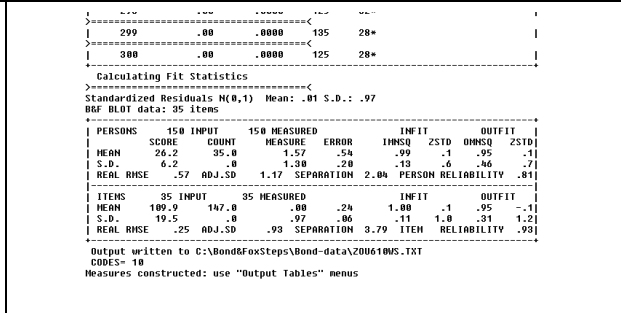 >=====================================<
| 299 .00 .0000 135 28*
>=====================================<
| 300 .00 .0000 125 28*
Calculating Fit Statistics
>=====================================<
Standardized Residuals N(0,1) Mean: .01 S.D.: .97
B&F BLOT data: 35 items
| PERSONS 150 INPUT 150 MEASURED INFIT OUTFIT |
| SCORE COUNT MEASURE ERROR IMNSQ ZSTD OMNSQ ZSTD|
| MEAN 26.2 35.0 1.57 .54 .99 .1 .95 .1|
| S.D. 6.2 .0 1.30 .20 .13 .6 .46 .7|
| REAL RMSE .57 ADJ.SD 1.17 SEPARATION 2.04 PERSON RELIABILITY .81|
| ITEMS 35 INPUT 35 MEASURED INFIT OUTFIT |
| MEAN 109.9 147.0 .00 .24 1.00 .1 .95 -.1|
| S.D. 19.5 .0 .97 .06 .11 1.0 .31 1.2|
| REAL RMSE .25 ADJ.SD .93 SEPARATION 3.79 ITEM RELIABILITY .93|
Output written to C:\Bond&FoxSteps\Bond-data\ZOU610WS.TXT
CODES= 10
Measures constructed: use "Output Tables" menus